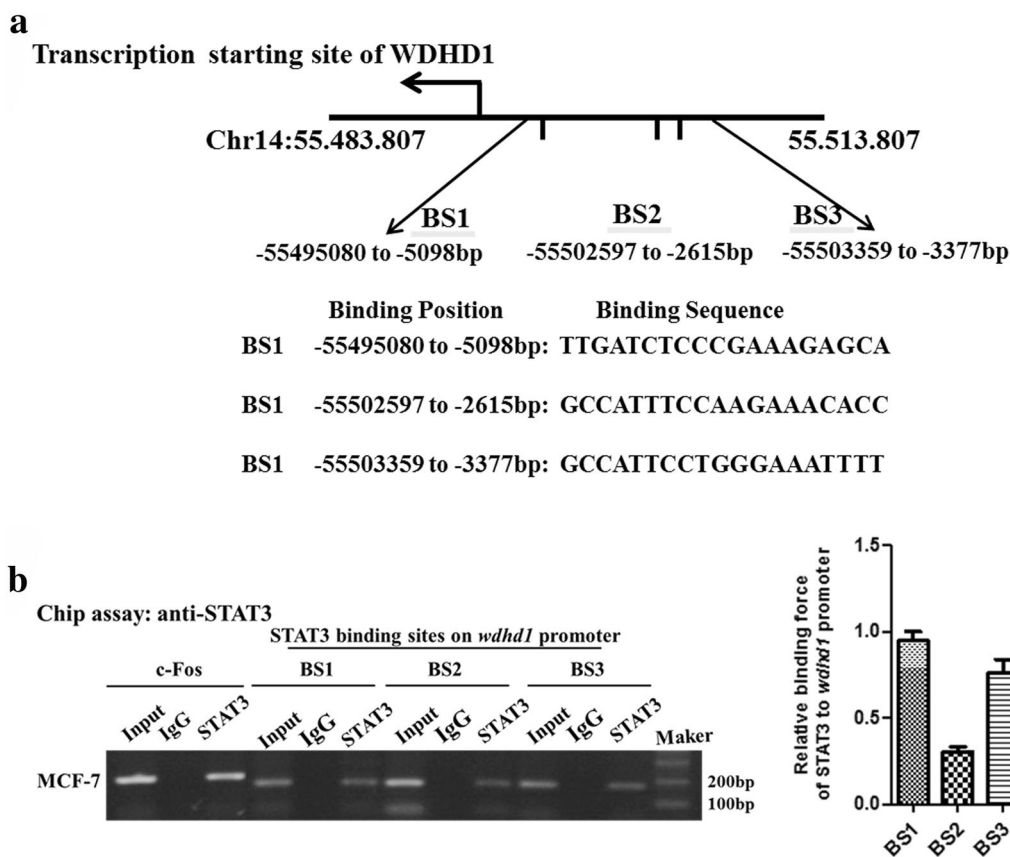 a
Transcription starting site of WDHD1
Chr14:55.483.807 55.513.807
BS1 BS2 BS3
-55495080 to -5098bp -55502597 to -2615bp -55503359 to -3377bp
Binding Position Binding Sequence
BS1 -55495080 to -5098bp: TTGATCTCCCGAAAGAGCA
BS1 -55502597 to -2615bp: GCCATTTCCAAGAAACACC
BS1 -55503359 to -3377bp: GCCATTCCTGGGAAATTTT
b
Chip assay: anti-STAT3
STAT3 binding sites on wdhd1 promoter
c-Fos BS1 BS2 BS3
Input IgG STAT3 Input IgG STAT3 Input IgG STAT3 Input IgG STAT3 Maker
MCF-7
200bp
100bp
Relative binding force
of STAT3 to wdhd1 promoter
1.5
1.0
0.5
0.0
BS1 BS2 BS3